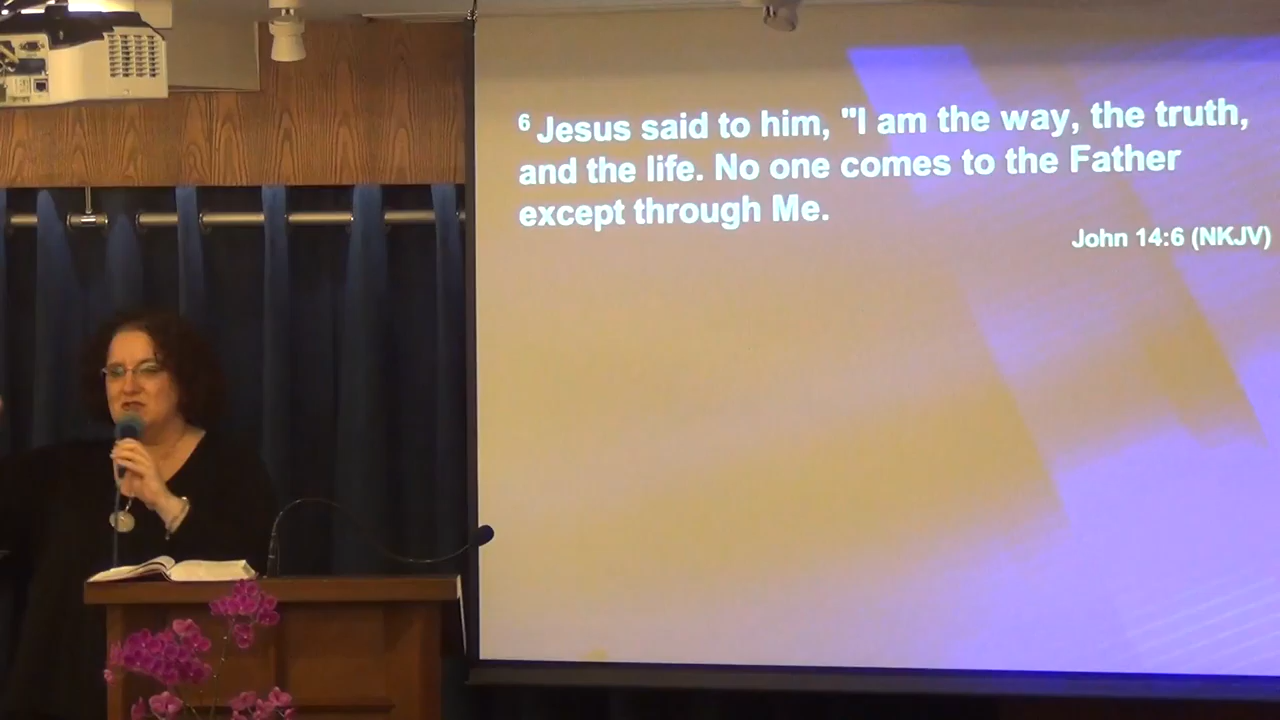 6 Jesus said to him, "I am the way, the truth,
and the life. No one comes to the Father
except through Me.
John 14:6 (NKJV)